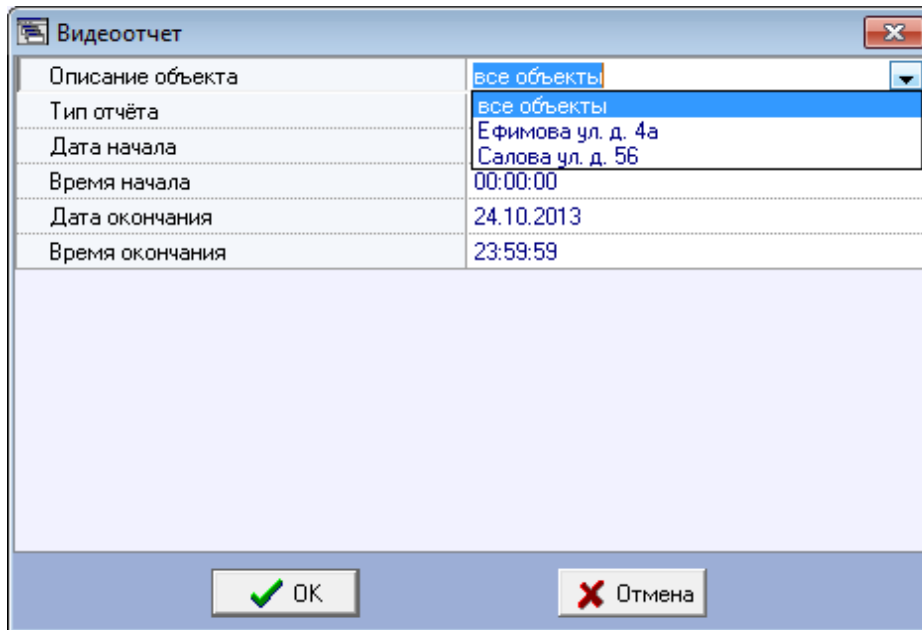 Видеоотчет
Описание объекта все объекты
все объекты
Тип отчёта
Ефимова ул. д. 4а
Дата начала
Салова ул. д. 56
Время начала 00:00:00
Дата окончания 24.10.2013
Время окончания 23:59:59
OK Отмена